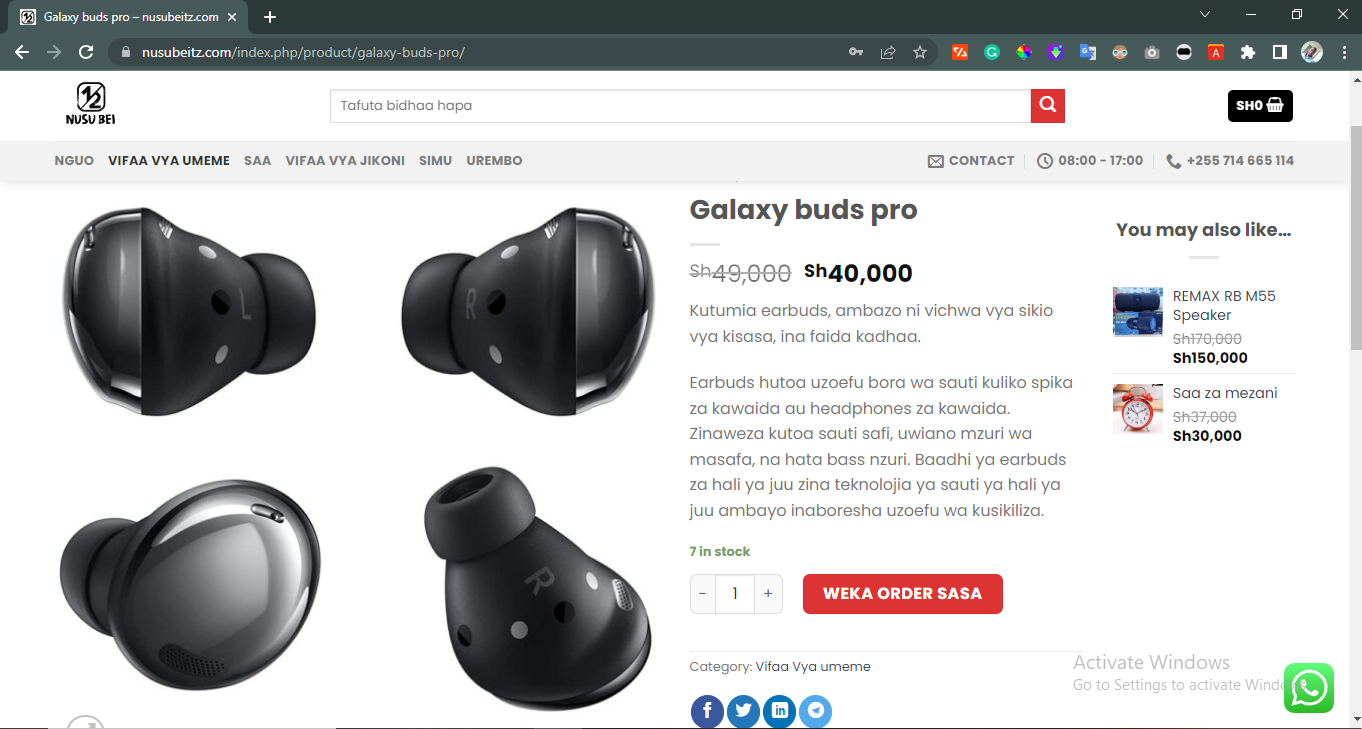 Galaxy buds pro – nusubeitz.com
nusubeitz.com/index.php/product/galaxy-buds-pro/
NUSU BEI
Tafuta bidhaa hapa
SH0
NGUO VIFAA VYA UMEME SAA VIFAA VYA JIKONI SIMU UREMBO
CONTACT 08:00 - 17:00 +255 714 665 114
L
R
R
Galaxy buds pro
Sh49,000 Sh40,000
Kutumia earbuds, ambazo ni vichwa vya sikio
vya kisasa, ina faida kadhaa.
Earbuds hutoa uzoefu bora wa sauti kuliko spika
za kawaida au headphones za kawaida.
Zinaweza kutoa sauti safi, uwiano mzuri wa
masafa, na hata bass nzuri. Baadhi ya earbuds
za hali ya juu zina teknolojia ya sauti ya hali ya
juu ambayo inaboresha uzoefu wa kusikiliza.
7 in stock
- 1 +
WEKA ORDER SASA
Category: Vifaa Vya umeme
You may also like…
REMAX RB M55
Speaker
Sh170,000
Sh150,000
Saa za mezani
Sh37,000
Sh30,000
Activate Windows
Go to Settings to activate Windows